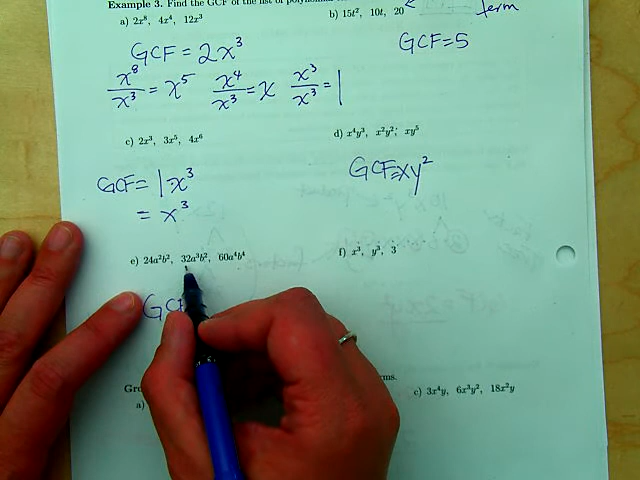 Example 3. Find the GCF of the list of
a) 2x⁸, 4x⁴, 12x³
b) 15t², 10t, 20
term
GCF = 2x³
GCF = 5
x⁸/x³ = x⁵ x⁴/x³ = x x³/x³ = 1
c) 2x³, 3x⁵, 4x⁶
d) x⁴y³, x²y², xy⁵
GCF = 1·x³
= x³
GCF = xy²
e) 24a²b², 32a³b², 60a⁴b⁴
f) x³, y³, 3
GC
a)
c) 3x⁴y, 6x³y², 18x²y